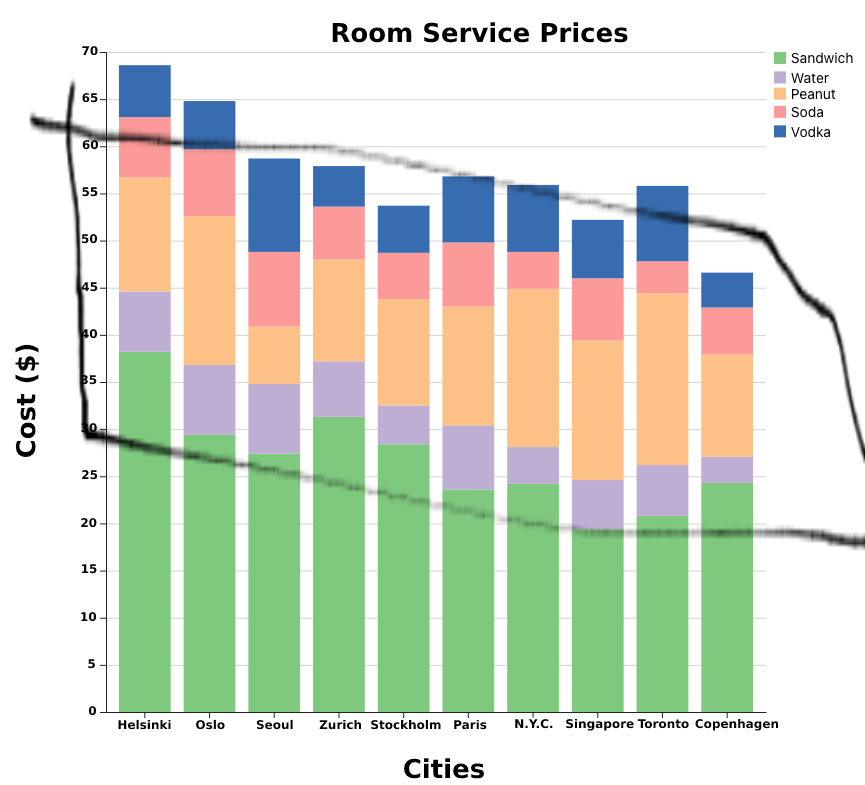 Room Service Prices
70
65
60
55
50
45
40
35
30
25
20
15
10
5
0
Cost ($)
Helsinki Oslo Seoul Zurich Stockholm Paris N.Y.C. Singapore Toronto Copenhagen
Cities
Sandwich
Water
Peanut
Soda
Vodka